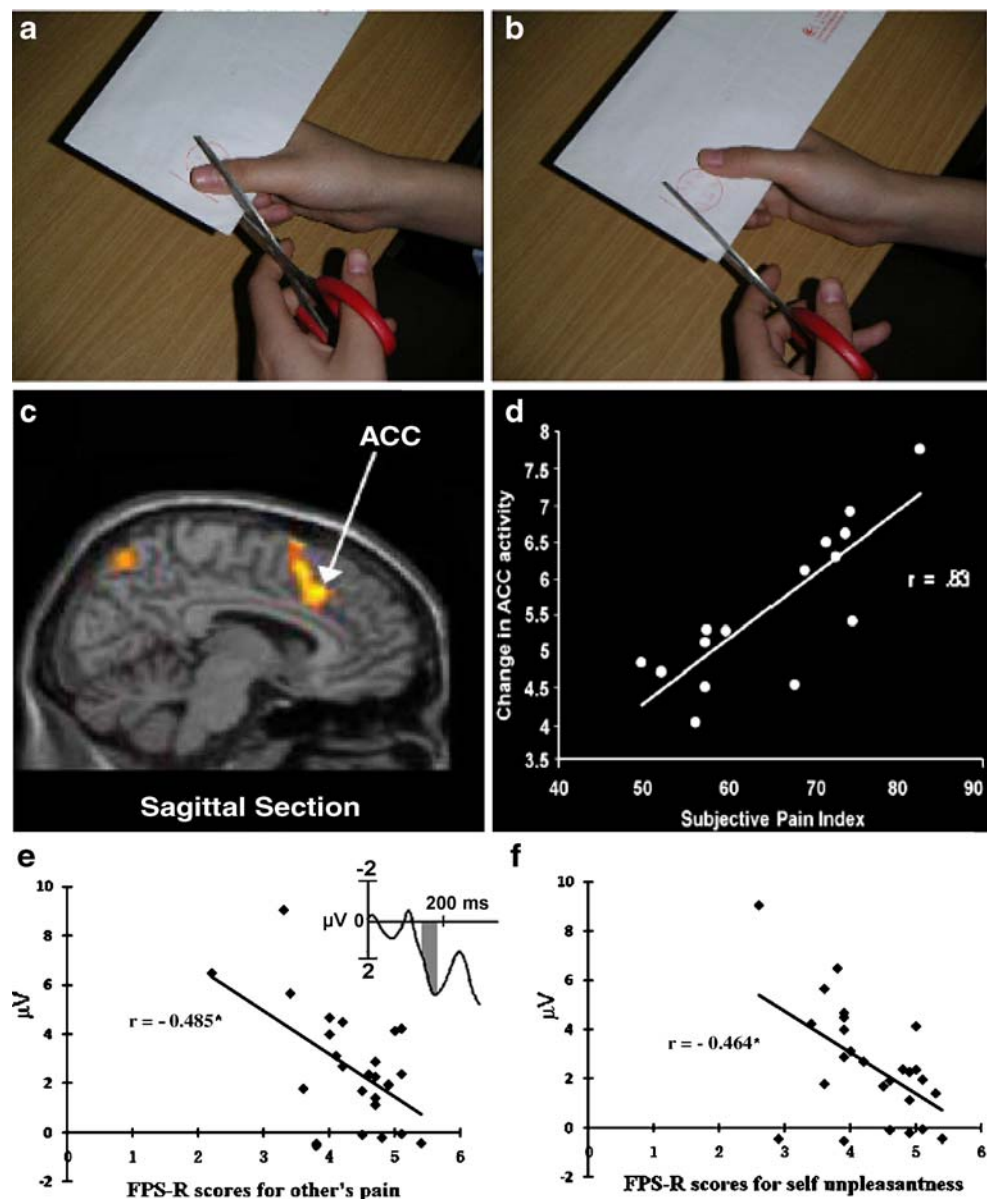 a
b
c
ACC
Sagittal Section
d
Change in ACC activity
8
7.5
7
6.5
6
5.5
5
4.5
4
3.5
r = .83
40 50 60 70 80 90
Subjective Pain Index
e
10
8
6
4
2
0
-2
µV
0 1 2 3 4 5 6
r = - 0.485*
-2
µV 0
2
200 ms
FPS-R scores for other's pain
f
10
8
6
4
2
0
-2
µV
0 1 2 3 4 5 6
r = - 0.464*
FPS-R scores for self unpleasantness